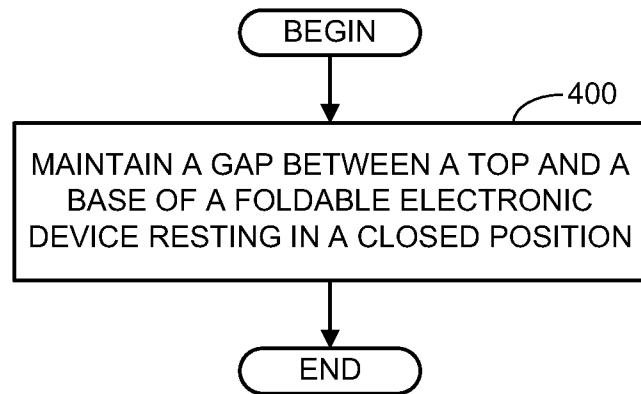 BEGIN
400
MAINTAIN A GAP BETWEEN A TOP AND A
BASE OF A FOLDABLE ELECTRONIC
DEVICE RESTING IN A CLOSED POSITION
END